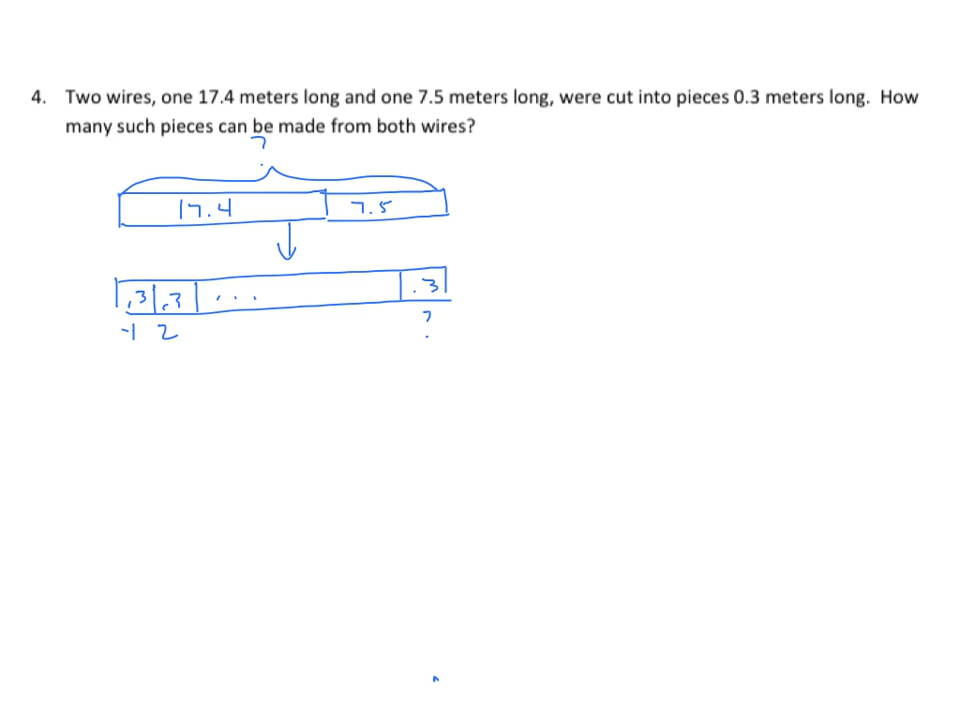 4. Two wires, one 17.4 meters long and one 7.5 meters long, were cut into pieces 0.3 meters long. How
many such pieces can be made from both wires?
?
17.4 7.5
.3 .3 ... .3
1 2 ?